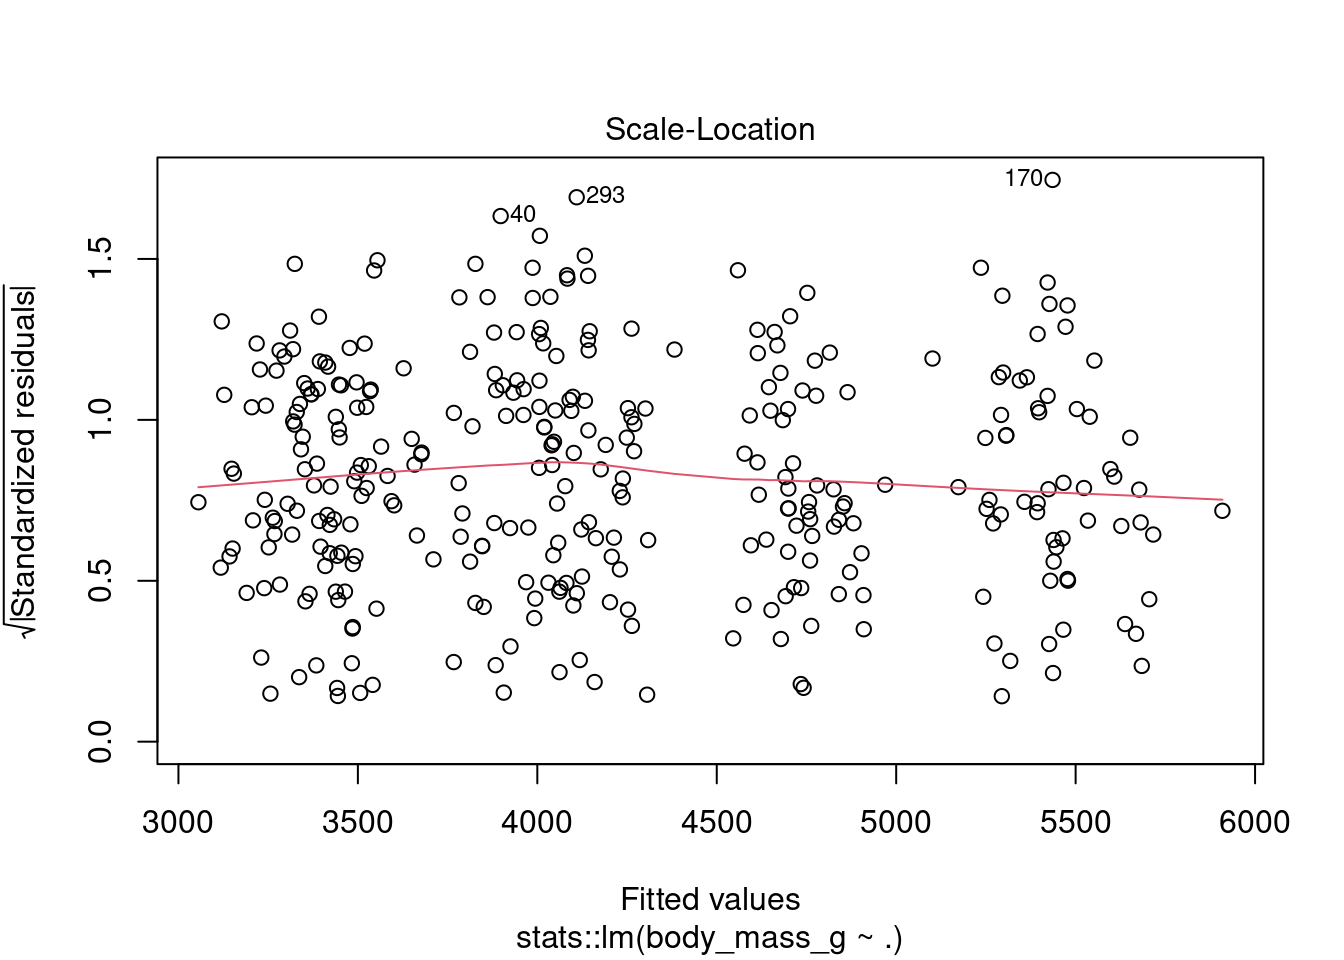 Scale-Location
170
293
40
√|Standardized residuals|
1.5
1.0
0.5
0.0
3000 3500 4000 4500 5000 5500 6000
Fitted values
stats::lm(body_mass_g ~ .)